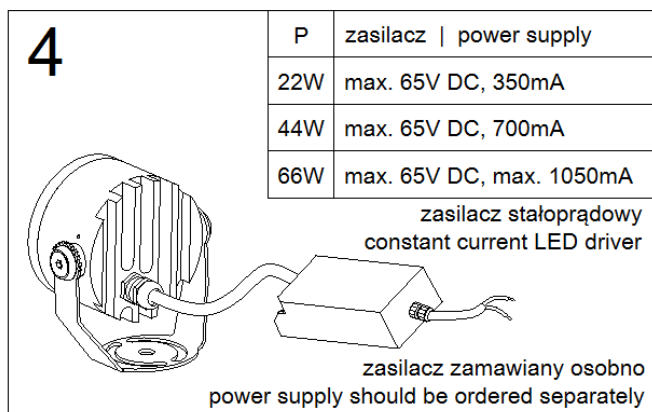 4
P zasilacz | power supply
22W max. 65V DC, 350mA
44W max. 65V DC, 700mA
66W max. 65V DC, max. 1050mA
zasilacz stałoprądowy
constant current LED driver
zasilacz zamawiany osobno
power supply should be ordered separately